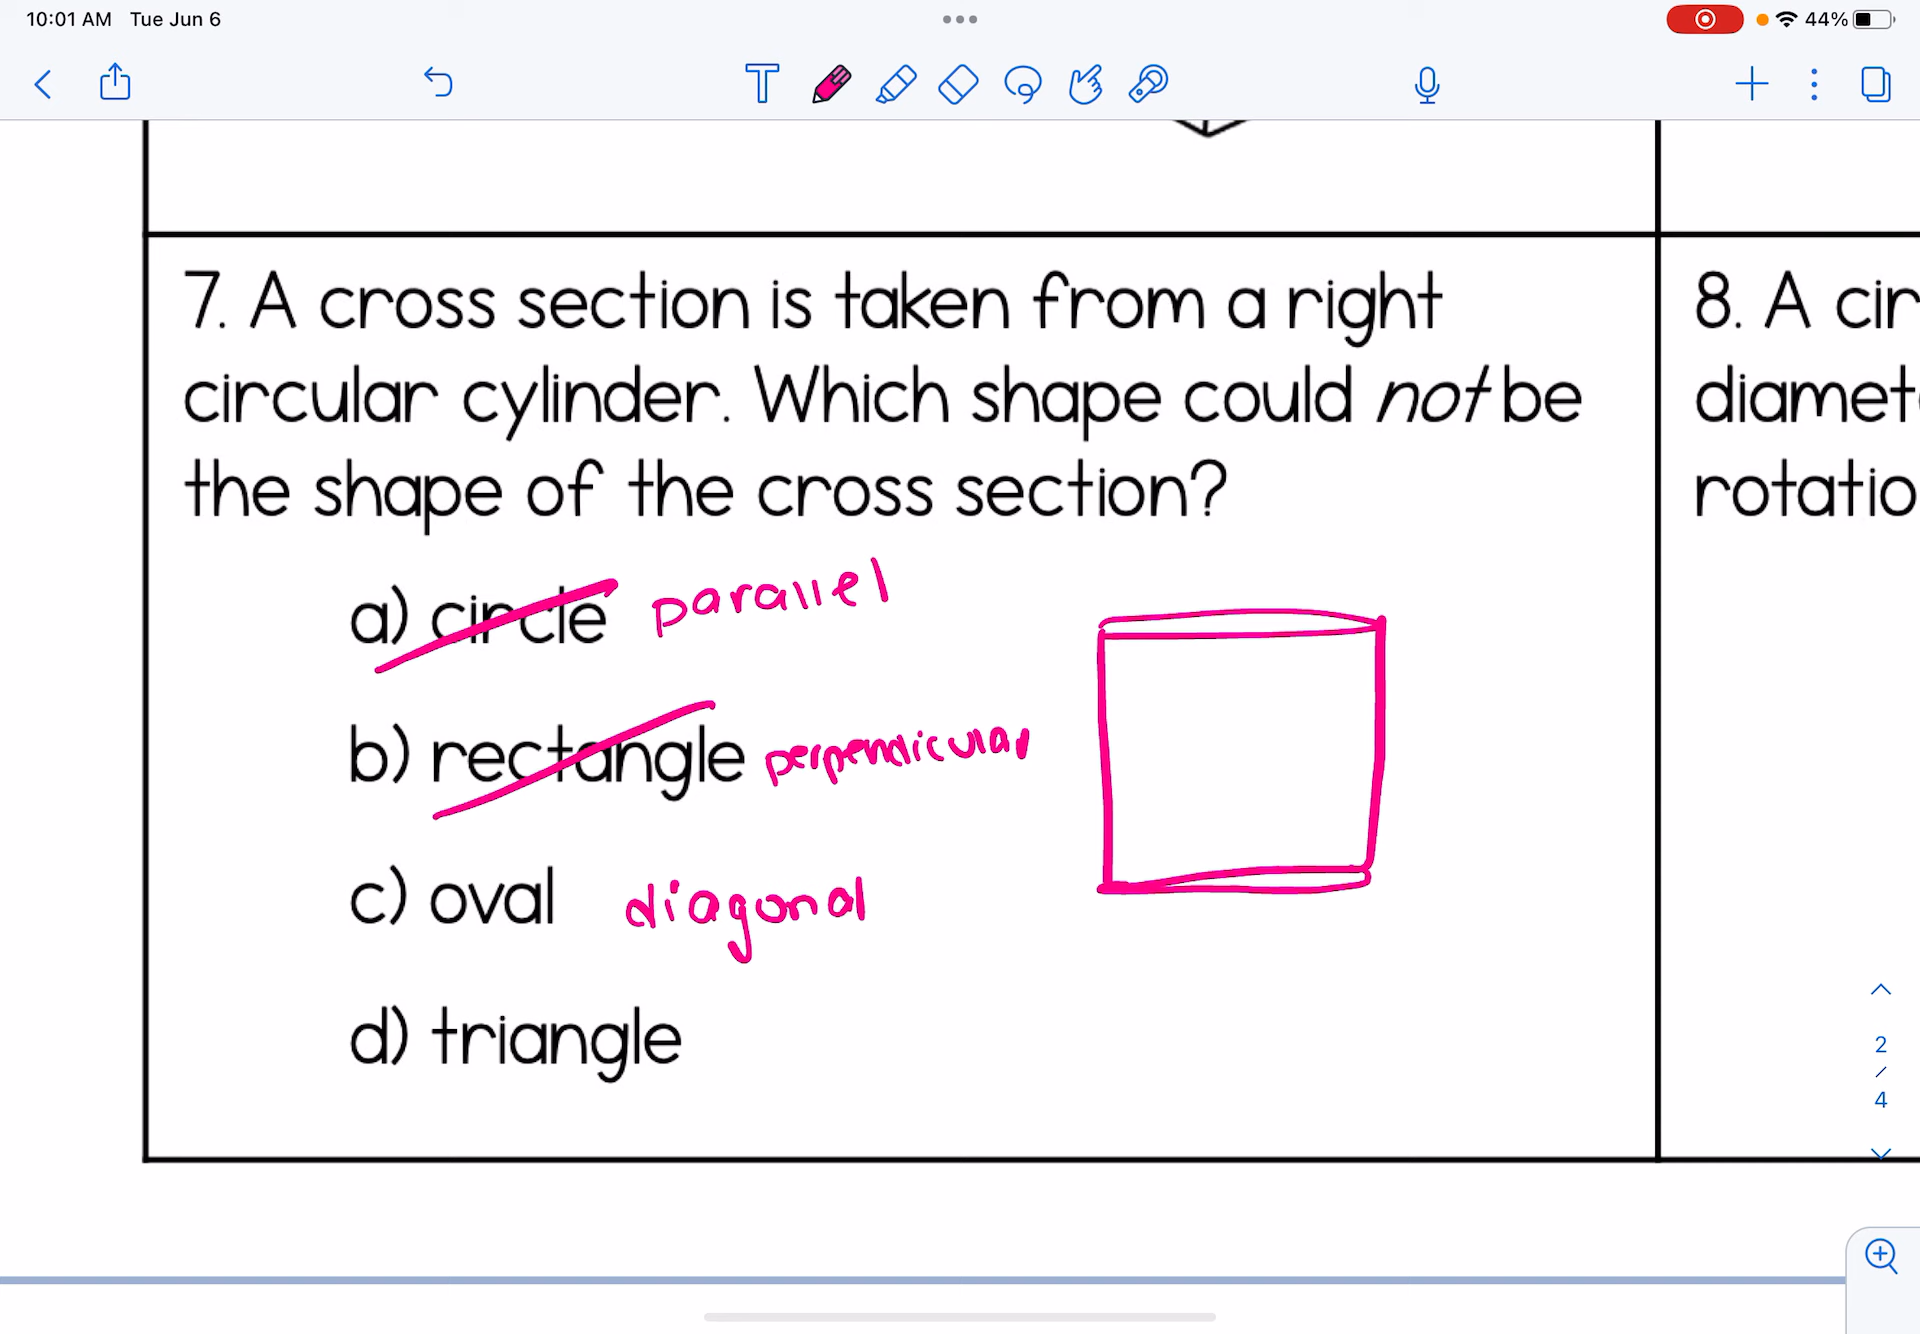 10:01 AM Tue Jun 6
44%
7. A cross section is taken from a right
circular cylinder. Which shape could not be
the shape of the cross section?
a) circle parallel
b) rectangle perpendicular
c) oval diagonal
d) triangle
8. A cir
diamet
rotatio
2
/
4